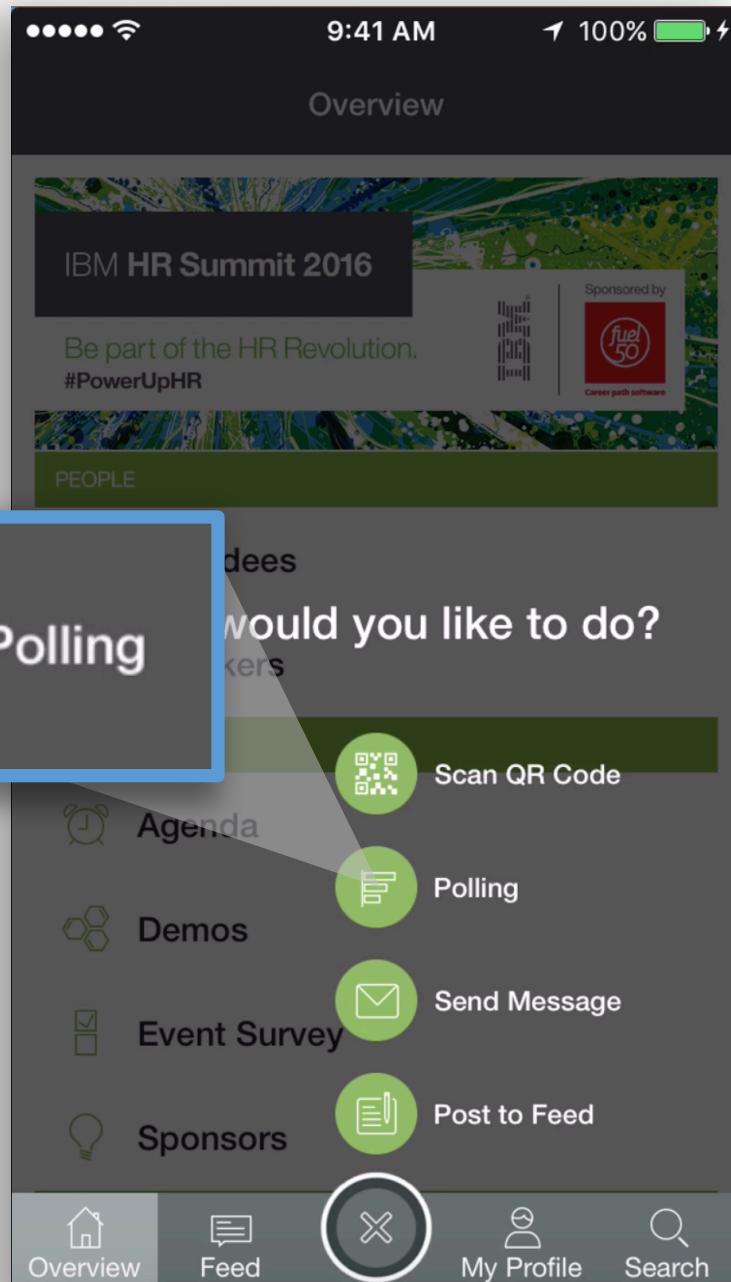 9:41 AM
100%
Overview
IBM HR Summit 2016
Sponsored by
IBM
fuel
50
Be part of the HR Revolution.
#PowerUpHR
Career path software
PEOPLE
dees
would you like to do?
Polling
kers
Scan QR Code
Agenda
Polling
Demos
Send Message
Event Survey
Post to Feed
Sponsors
Overview
Feed
My Profile
Search